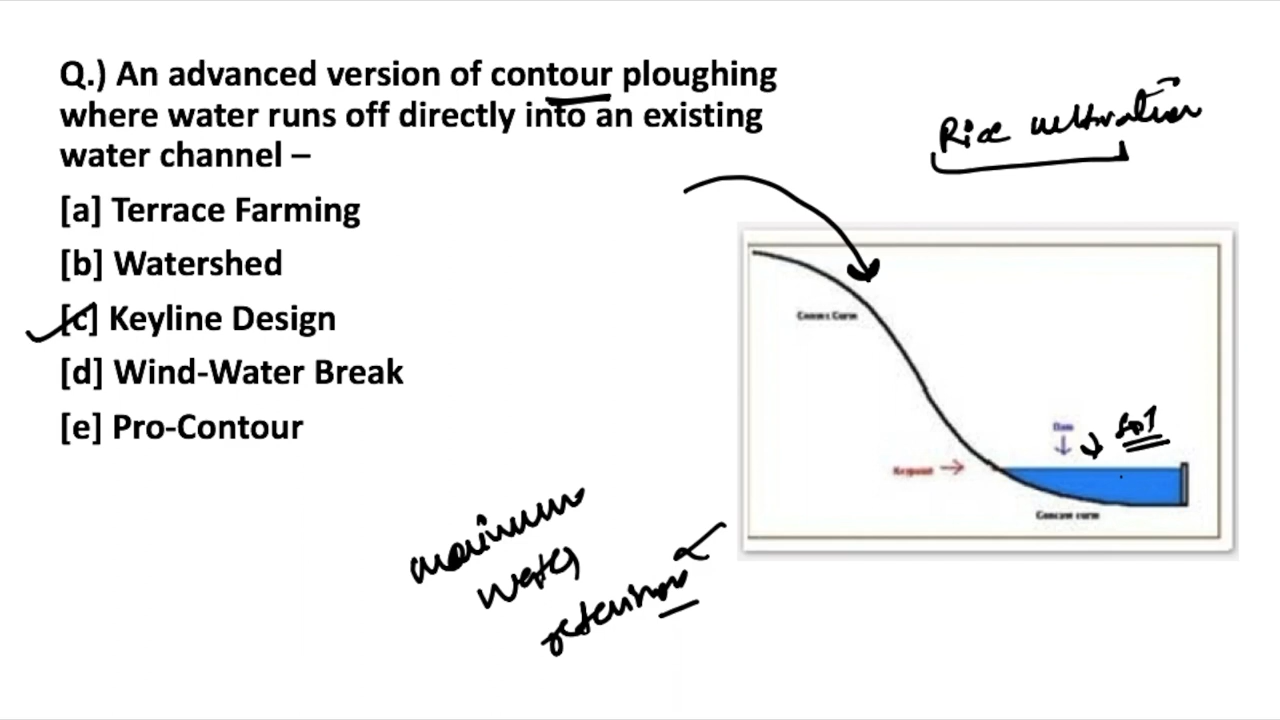 Q.) An advanced version of contour ploughing
where water runs off directly into an existing
water channel –
[a] Terrace Farming
[b] Watershed
[c] Keyline Design
[d] Wind-Water Break
[e] Pro-Contour
Rice cultivation
Convex Curve
Dam
Keypoint
Concave curve
maximum
water